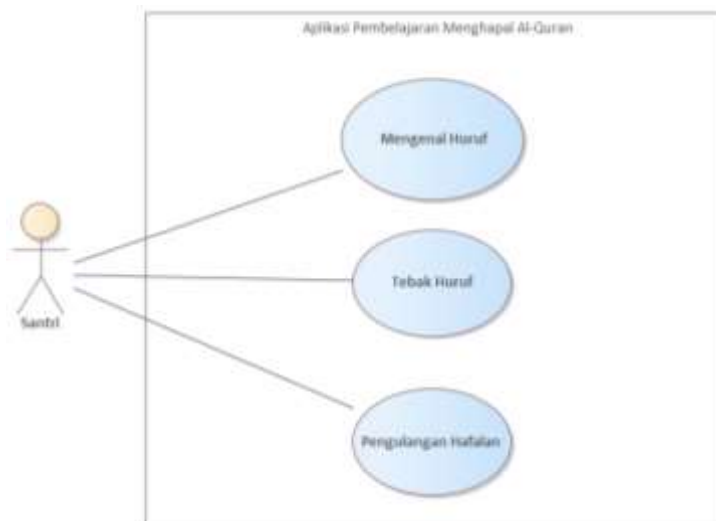 Aplikasi Pembelajaran Menghapal Al-Quran
Mengenal Huruf
Tebak Huruf
Santri
Pengulangan Hafalan